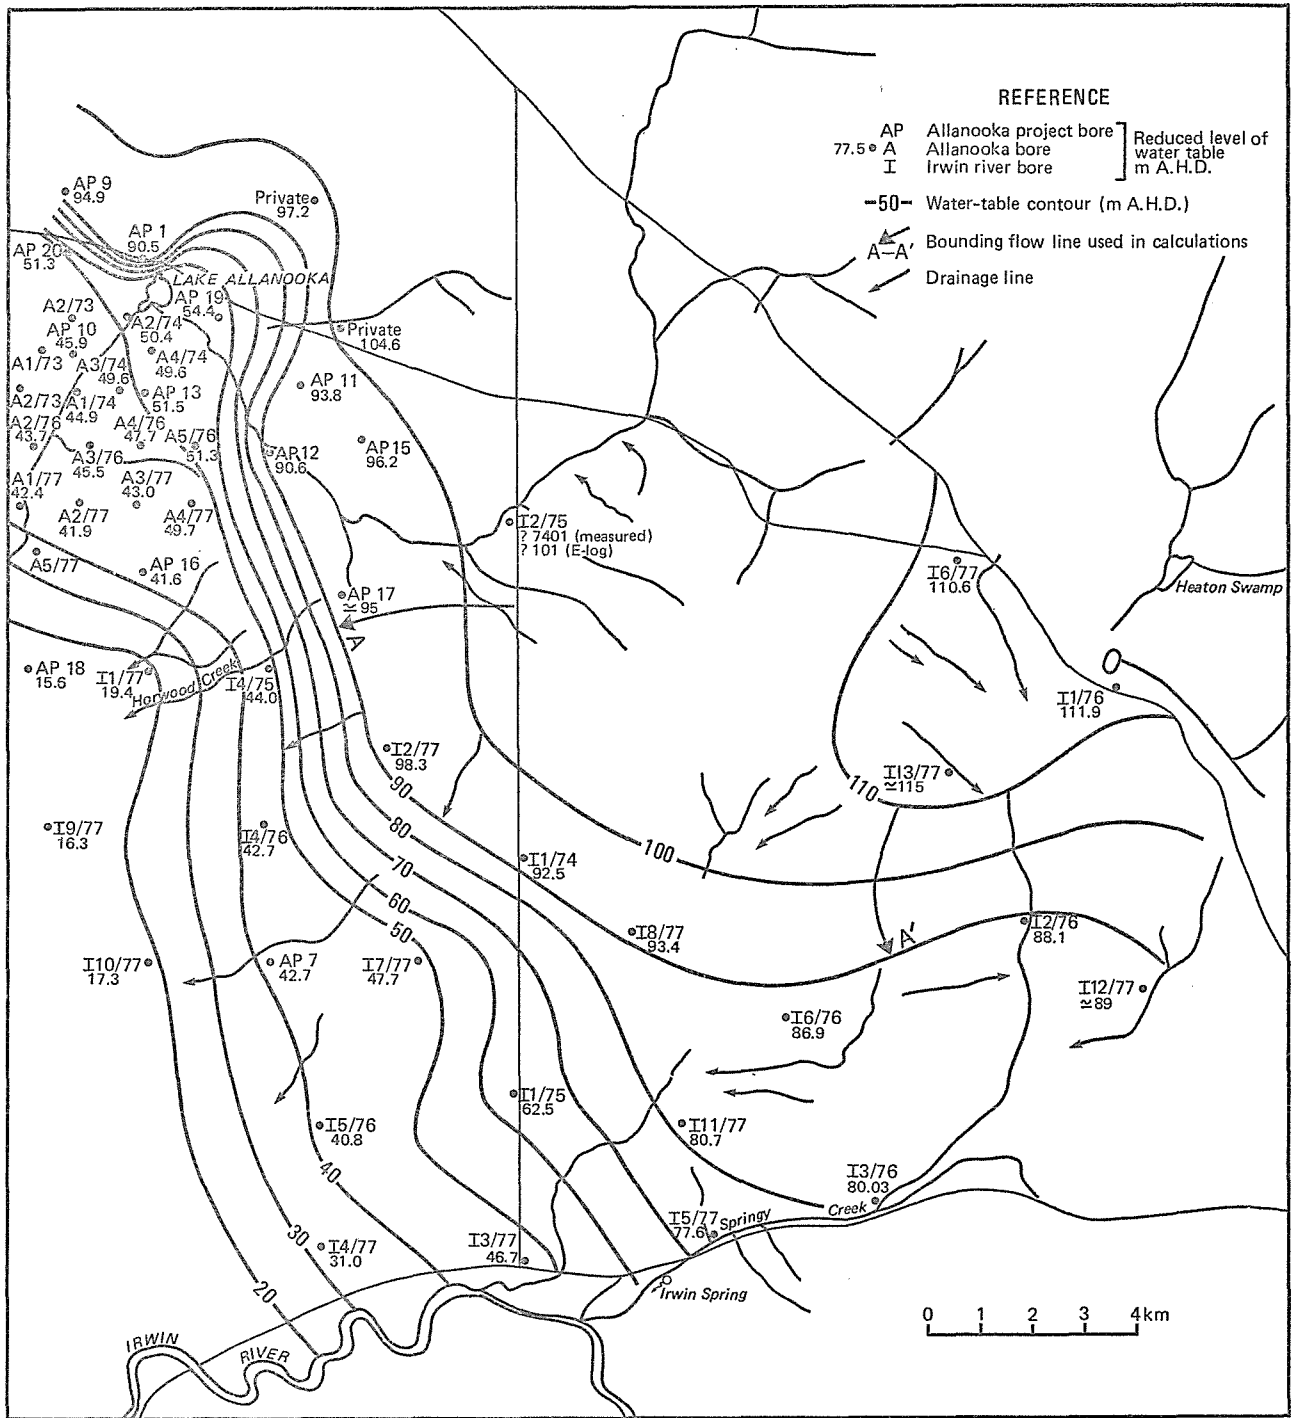 REFERENCE
AP Allanooka project bore
77.5 A Allanooka bore
I Irwin river bore
Reduced level of
water table
m A.H.D.
-50- Water-table contour (m A.H.D.)
A-A' Bounding flow line used in calculations
Drainage line
AP 9
94.9
Private
97.2
AP 1
90.5
AP 20
51.3
LAKE ALLANOOKA
AP 19
54.4
A2/73
AP 10
45.9
A2/74
50.4
Private
104.6
A1/73
A3/74
49.6
A4/74
49.6
AP 11
93.8
A2/73
A1/74
44.9
AP 13
51.5
A2/76
43.7
A4/76
47.7
A5/76
51.3
AP 12
90.6
AP 15
96.2
A3/76
45.5
A1/77
42.4
A3/77
43.0
A2/77
41.9
A4/77
49.7
I2/75
? 7401 (measured)
? 101 (E-log)
A5/77
AP 16
41.6
I6/77
110.6
Heaton Swamp
AP 17
≃95
A
AP 18
15.6
I1/77
19.4
Horwood Creek
I4/75
44.0
I1/76
111.9
I2/77
98.3
I13/77
≃115
110
90
I9/77
16.3
I4/76
42.7
80
100
I1/74
92.5
70
60
50
I8/77
93.4
A'
I2/76
88.1
I10/77
17.3
AP 7
42.7
I7/77
47.7
I12/77
≃89
I6/76
86.9
I1/75
62.5
I5/76
40.8
I11/77
80.7
40
I3/76
80.03
I5/77
77.6
Springy Creek
30
I4/77
31.0
I3/77
46.7
20
Irwin Spring
0 1 2 3 4km
IRWIN RIVER